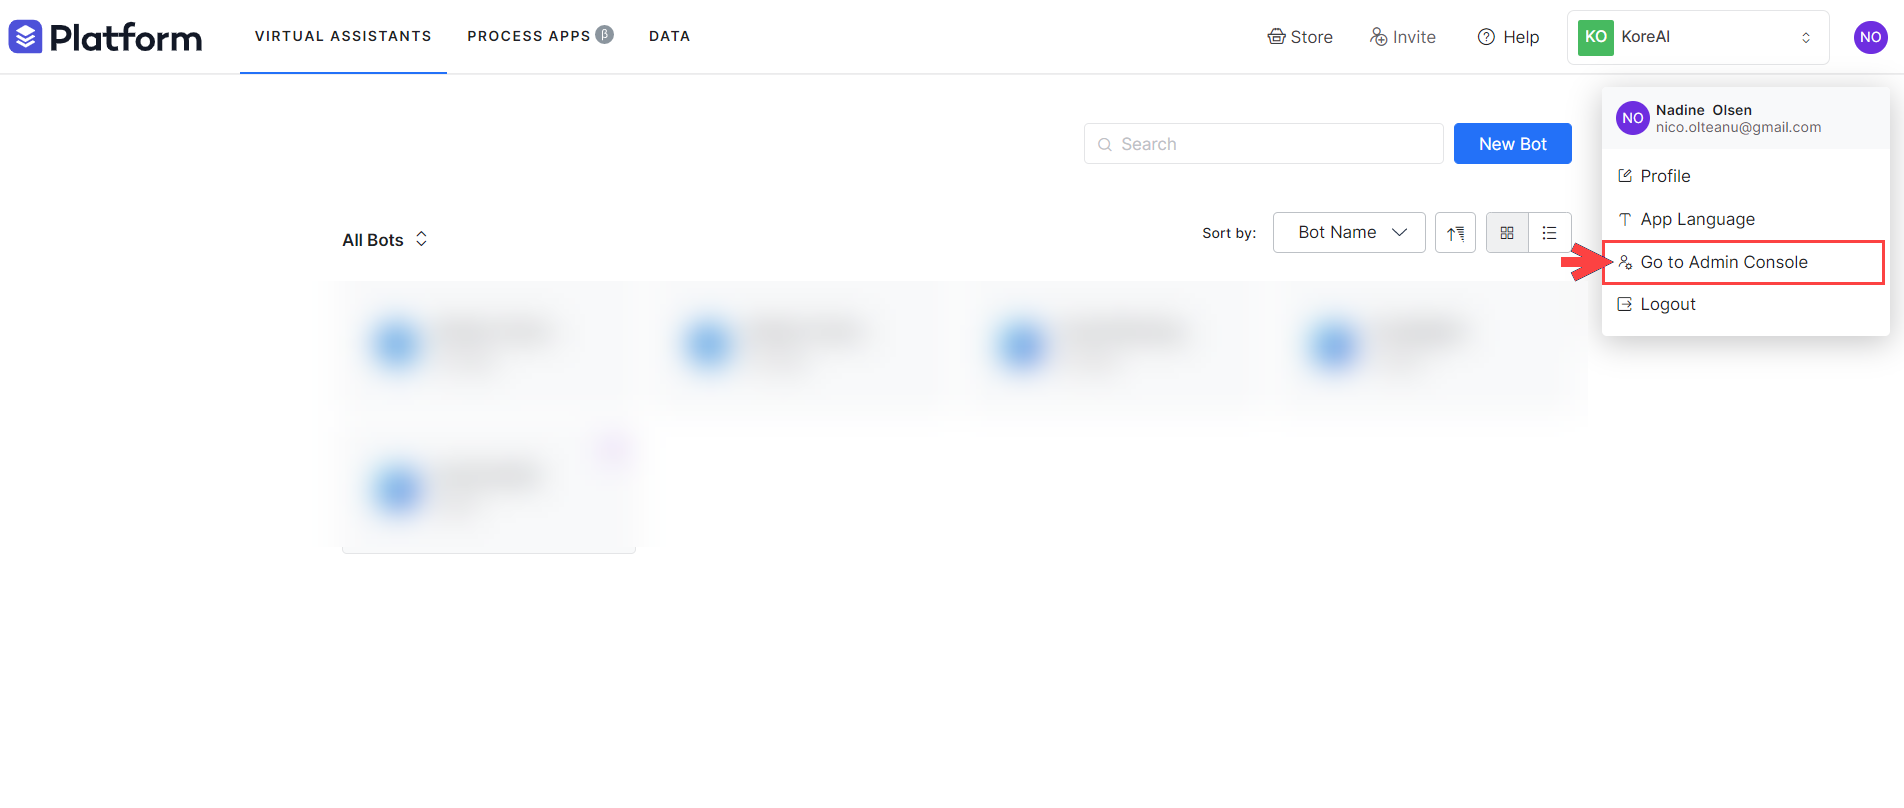 Platform
VIRTUAL ASSISTANTS
PROCESS APPS β
DATA
Store
Invite
Help
KO KoreAI
NO
NO Nadine Olsen
nico.olteanu@gmail.com
Search
New Bot
Profile
App Language
All Bots
Sort by:
Bot Name
Go to Admin Console
Logout